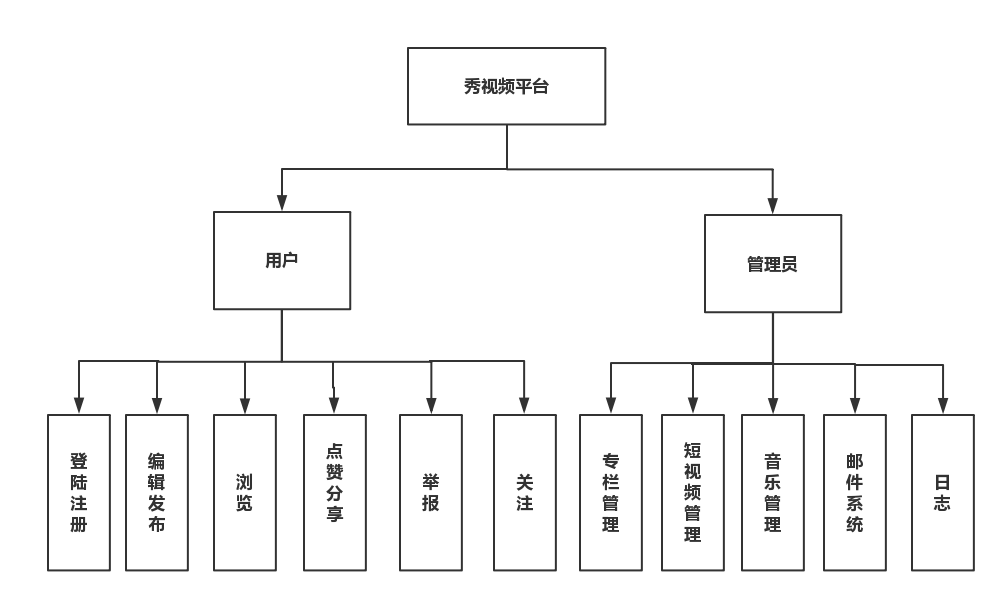 秀视频平台
用户
管理员
登陆注册
编辑发布
浏览
点赞分享
举报
关注
专栏管理
短视频管理
音乐管理
邮件系统
日志